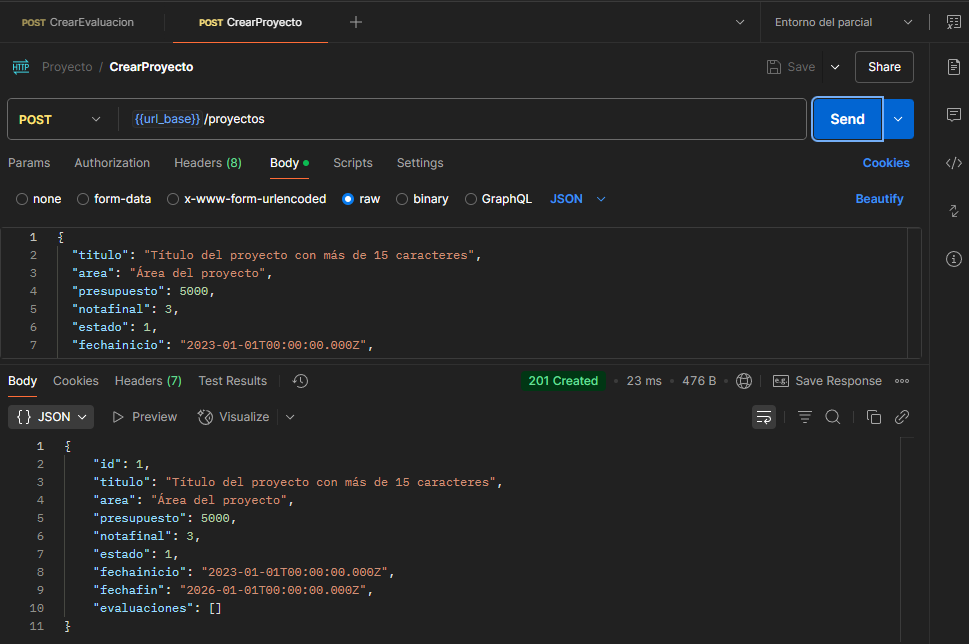 POST CrearEvaluacion POST CrearProyecto + Entorno del parcial
HTTP Proyecto / CrearProyecto Save Share
POST {{url_base}} /proyectos Send
Params Authorization Headers (8) Body Scripts Settings Cookies
none form-data x-www-form-urlencoded raw binary GraphQL JSON Beautify
1 {
2 "titulo": "Título del proyecto con más de 15 caracteres",
3 "area": "Área del proyecto",
4 "presupuesto": 5000,
5 "notafinal": 3,
6 "estado": 1,
7 "fechainicio": "2023-01-01T00:00:00.000Z",
Body Cookies Headers (7) Test Results 201 Created 23 ms 476 B e.g. Save Response
{} JSON Preview Visualize
1 {
2 "id": 1,
3 "titulo": "Título del proyecto con más de 15 caracteres",
4 "area": "Área del proyecto",
5 "presupuesto": 5000,
6 "notafinal": 3,
7 "estado": 1,
8 "fechainicio": "2023-01-01T00:00:00.000Z",
9 "fechafin": "2026-01-01T00:00:00.000Z",
10 "evaluaciones": []
11 }